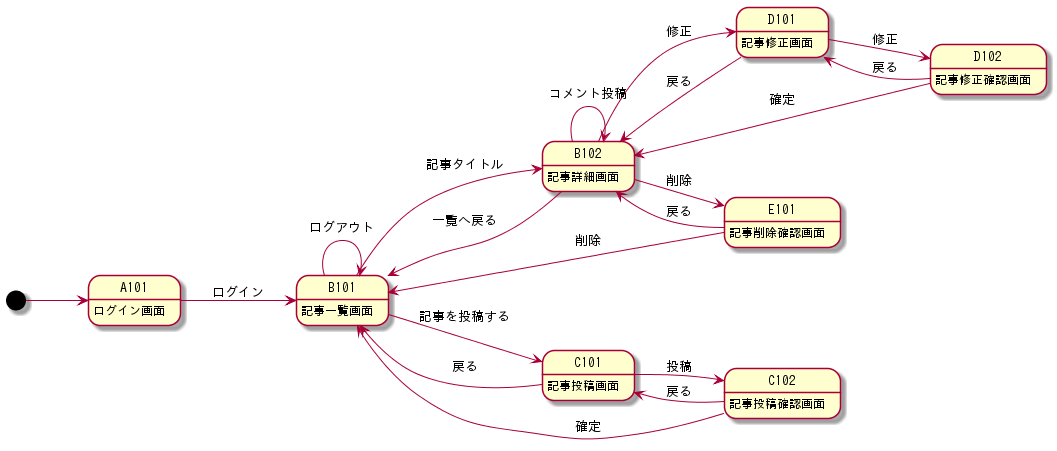 D101
記事修正画面
修正
修正
D102
記事修正確認画面
戻る
戻る
確定
コメント投稿
B102
記事詳細画面
記事タイトル
削除
E101
記事削除確認画面
戻る
一覧へ戻る
削除
ログアウト
A101
ログイン画面
ログイン
B101
記事一覧画面
記事を投稿する
C101
記事投稿画面
戻る
投稿
C102
記事投稿確認画面
戻る
確定